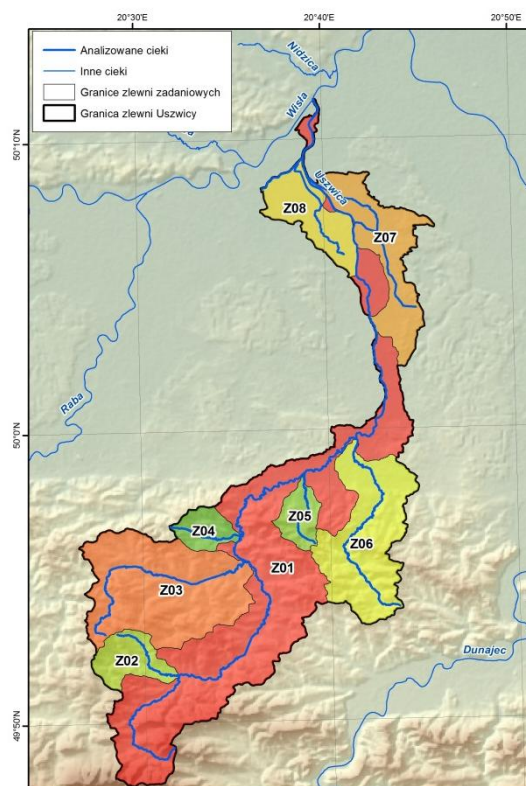 20°30'E
20°40'E
20°50'E
Analizowane cieki
Inne cieki
Granice zlewni zadaniowych
Granica zlewni Uszwicy
Nidzica
Wisła
50°10'N
Uszwica
Z08
Z07
Raba
50°0'N
Z04
Z05
Z06
Z01
Z03
Z02
Dunajec
49°50'N